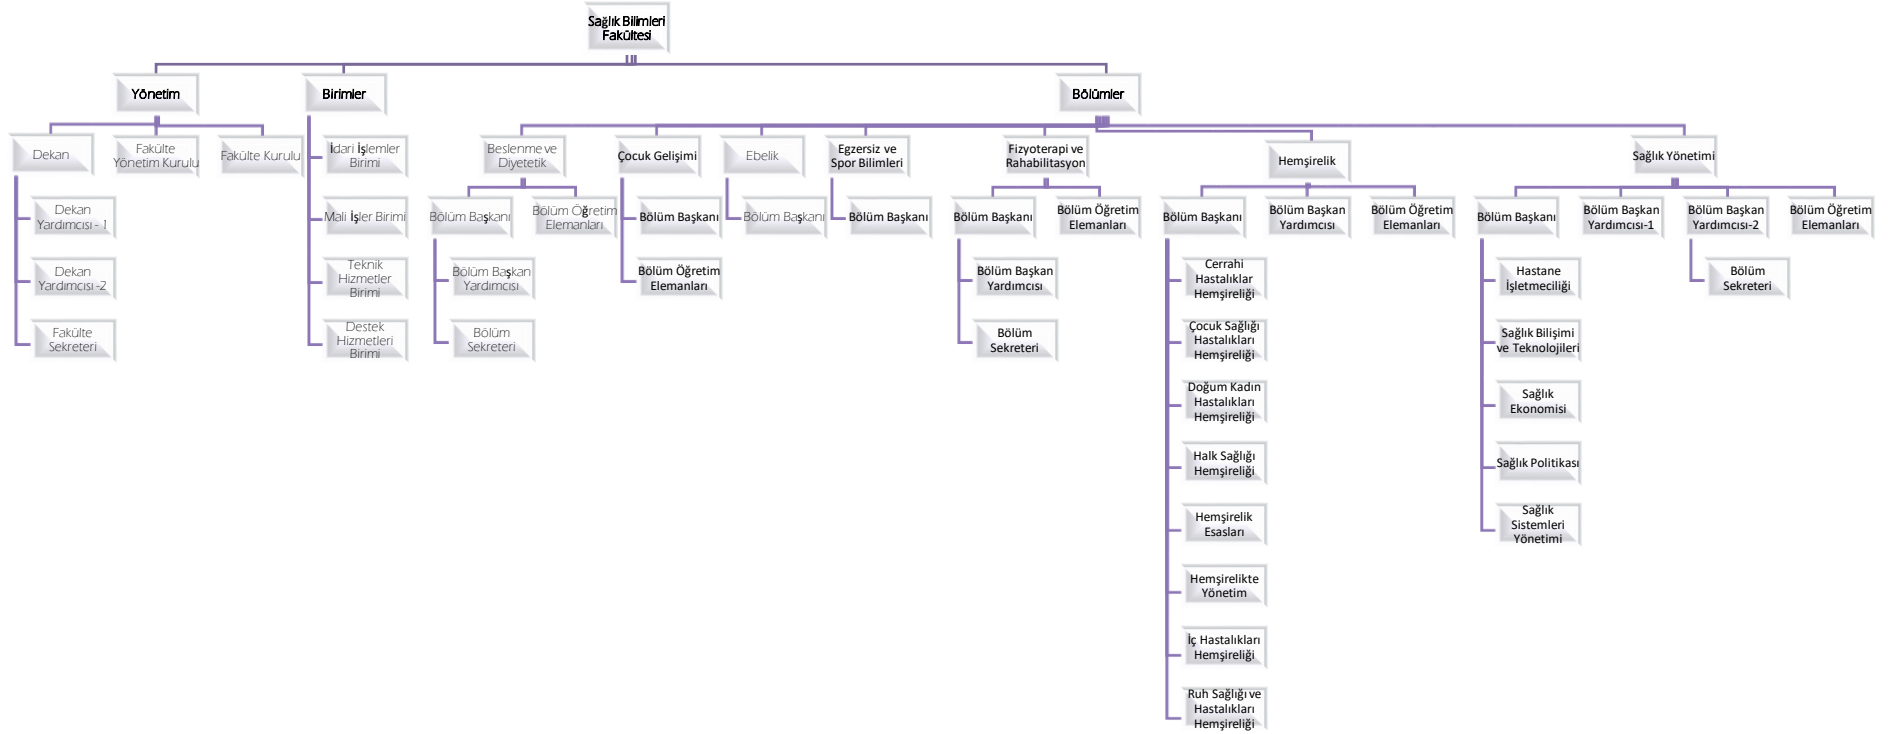 Sağlık Bilimleri
Fakültesi
Yönetim
Birimler
Bölümler
Dekan
Fakülte
Yönetim Kurulu
Fakülte Kurulu
Dekan
Yardımcısı - 1
Dekan
Yardımcısı -2
Fakülte
Sekreteri
İdari İşlemler
Birimi
Mali İşler Birimi
Teknik
Hizmetler
Birimi
Destek
Hizmetleri
Birimi
Beslenme ve
Diyetetik
Bölüm Başkanı
Bölüm Öğretim
Elemanları
Bölüm Başkan
Yardımcısı
Bölüm
Sekreteri
Çocuk Gelişimi
Bölüm Başkanı
Bölüm Öğretim
Elemanları
Ebelik
Bölüm Başkanı
Egzersiz ve
Spor Bilimleri
Bölüm Başkanı
Fizyoterapi ve
Rahabilitasyon
Bölüm Başkanı
Bölüm Öğretim
Elemanları
Bölüm Başkan
Yardımcısı
Bölüm
Sekreteri
Hemşirelik
Bölüm Başkanı
Bölüm Başkan
Yardımcısı
Bölüm Öğretim
Elemanları
Cerrahi
Hastalıklar
Hemşireliği
Çocuk Sağlığı
Hastalıkları
Hemşireliği
Doğum Kadın
Hastalıkları
Hemşireliği
Halk Sağlığı
Hemşireliği
Hemşirelik
Esasları
Hemşirelikte
Yönetim
İç Hastalıkları
Hemşireliği
Ruh Sağlığı ve
Hastalıkları
Hemşireliği
Sağlık Yönetimi
Bölüm Başkanı
Bölüm Başkan
Yardımcısı-1
Bölüm Başkan
Yardımcısı-2
Bölüm Öğretim
Elemanları
Hastane
İşletmeciliği
Sağlık Bilişimi
ve Teknolojileri
Sağlık
Ekonomisi
Sağlık Politikası
Sağlık
Sistemleri
Yönetimi
Bölüm
Sekreteri